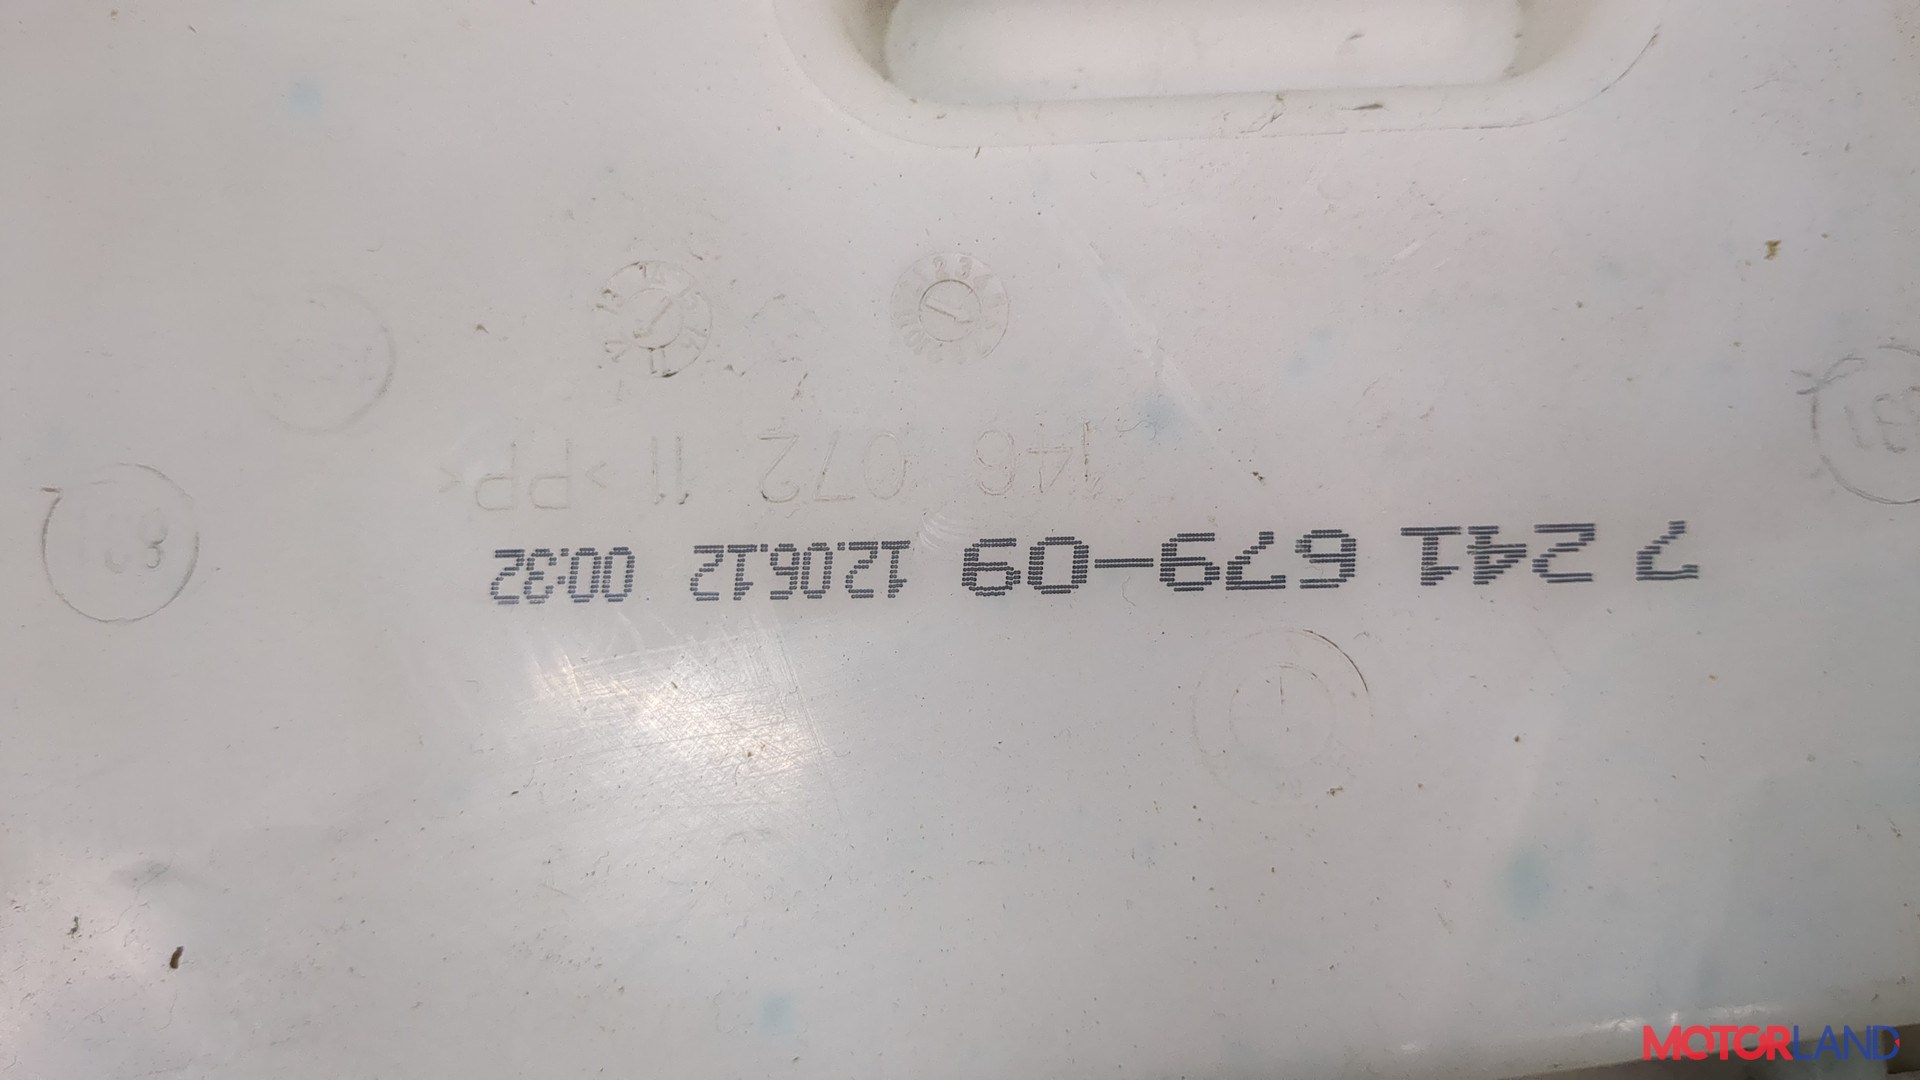 7 241 679-09 12.06.12 00:32
146 072 11 >PP<
MOTORLAND